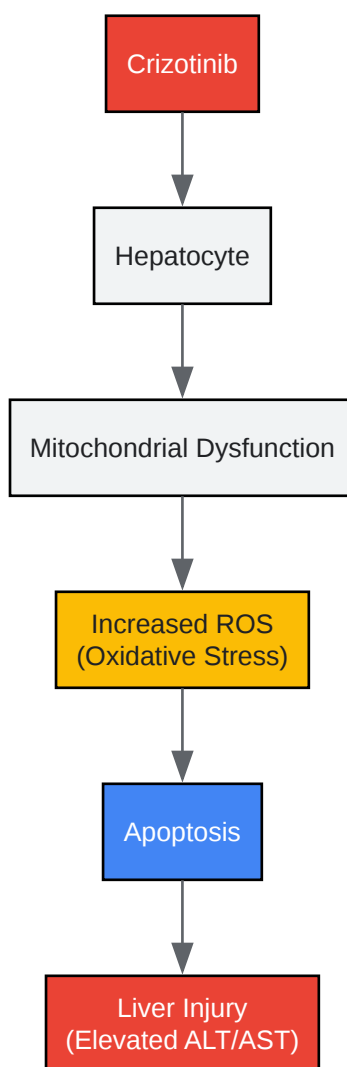 Crizotinib
Hepatocyte
Mitochondrial Dysfunction
Increased ROS
(Oxidative Stress)
Apoptosis
Liver Injury
(Elevated ALT/AST)